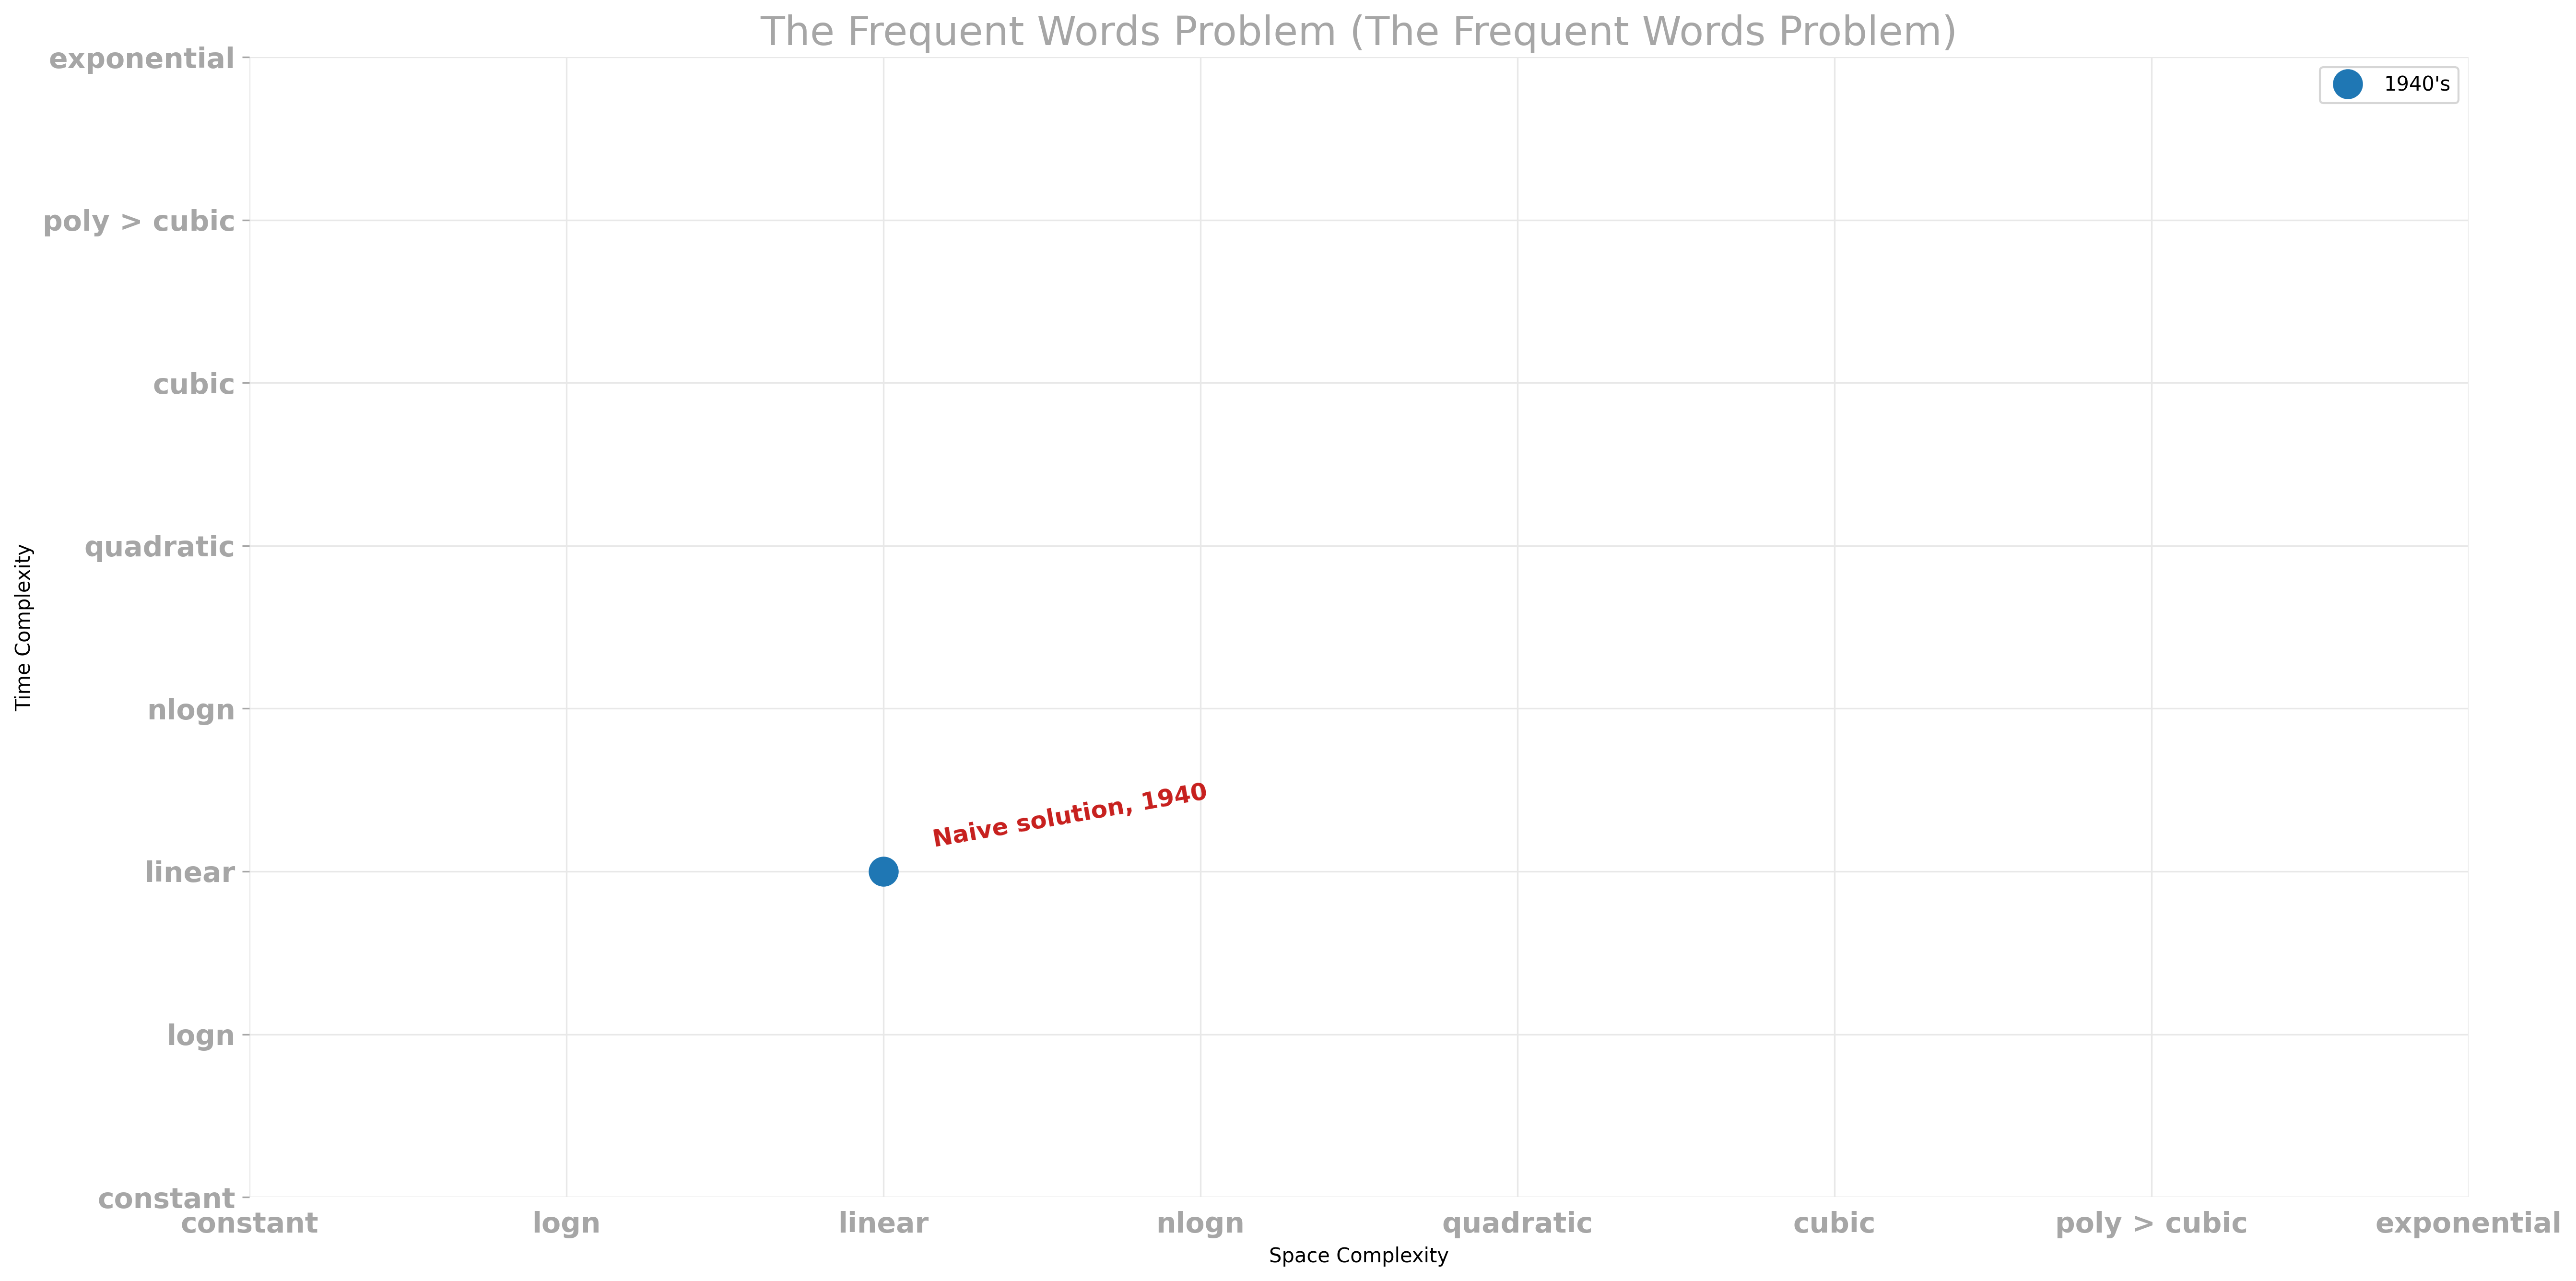 The Frequent Words Problem (The Frequent Words Problem)
1940's
exponential
poly > cubic
cubic
quadratic
nlogn
linear
logn
constant
Time Complexity
Naive solution, 1940
constant logn linear nlogn quadratic cubic poly > cubic exponential
Space Complexity